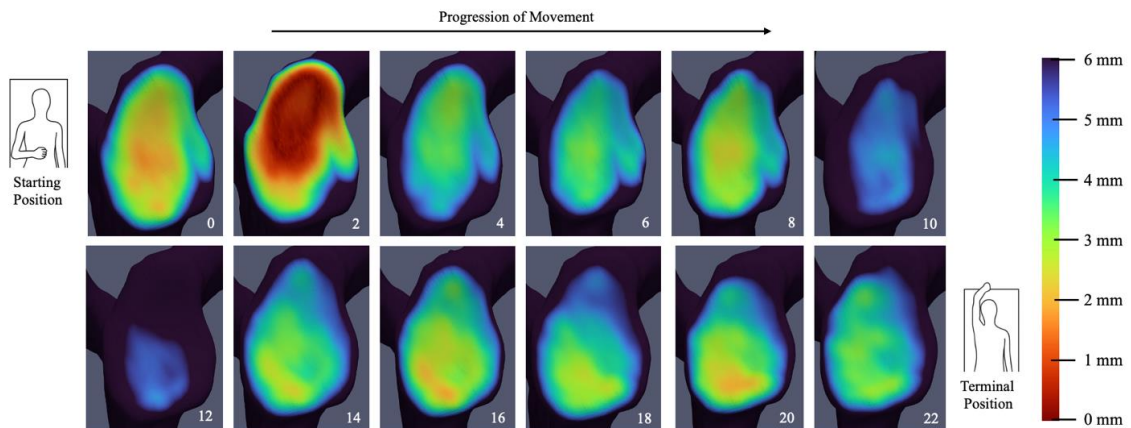 Progression of Movement
Starting
Position
0
2
4
6
8
10
12
14
16
18
20
22
Terminal
Position
6 mm
5 mm
4 mm
3 mm
2 mm
1 mm
0 mm